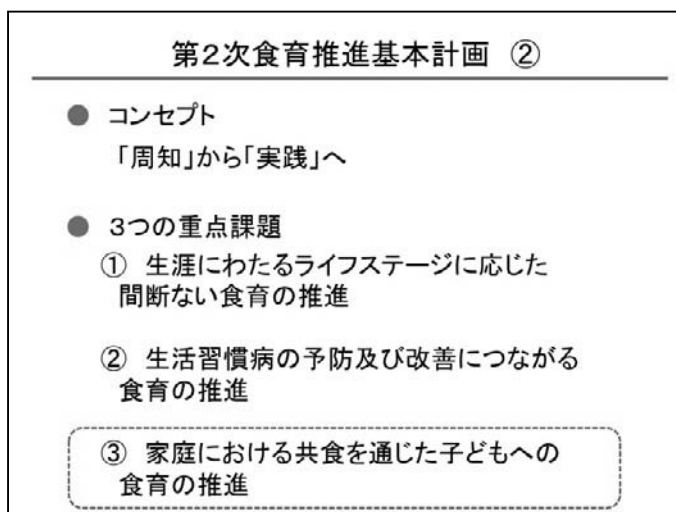 第2次食育推進基本計画 ②
● コンセプト
「周知」から「実践」へ
● 3つの重点課題
① 生涯にわたるライフステージに応じた
間断ない食育の推進
② 生活習慣病の予防及び改善につながる
食育の推進
③ 家庭における共食を通じた子どもへの
食育の推進